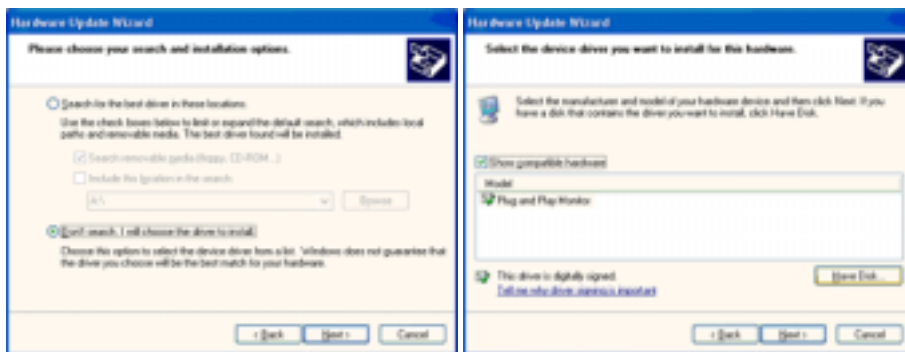 Hardware Update Wizard
Please choose your search and installation options.
Search for the best driver in these locations.
Use the check boxes below to limit or expand the default search, which includes local
paths and removable media. The best driver found will be installed.
Search removable media (floppy, CD-ROM...)
Include this location in the search:
A:\
Browse
Don't search. I will choose the driver to install.
Choose this option to select the device driver from a list. Windows does not guarantee that
the driver you choose will be the best match for your hardware.
< Back
Next >
Cancel
Hardware Update Wizard
Select the device driver you want to install for this hardware.
Select the manufacturer and model of your hardware device and then click Next. If you
have a disk that contains the driver you want to install, click Have Disk.
Show compatible hardware
Model
Plug and Play Monitor
This driver is digitally signed.
Tell me why driver signing is important
Have Disk...
< Back
Next >
Cancel